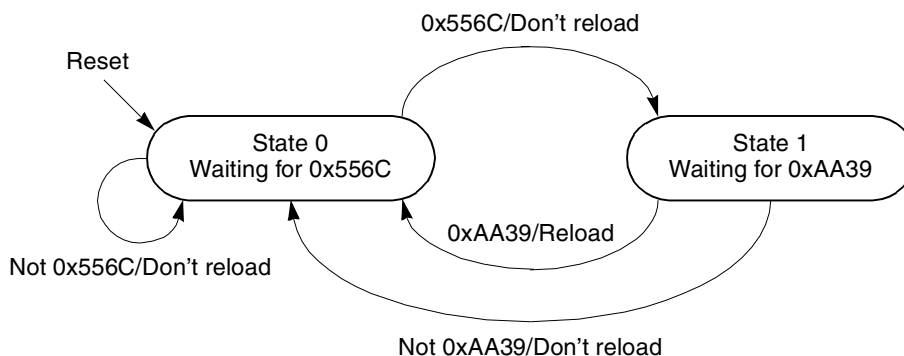 0x556C/Don't reload
Reset
State 0
Waiting for 0x556C
State 1
Waiting for 0xAA39
0xAA39/Reload
Not 0x556C/Don't reload
Not 0xAA39/Don't reload